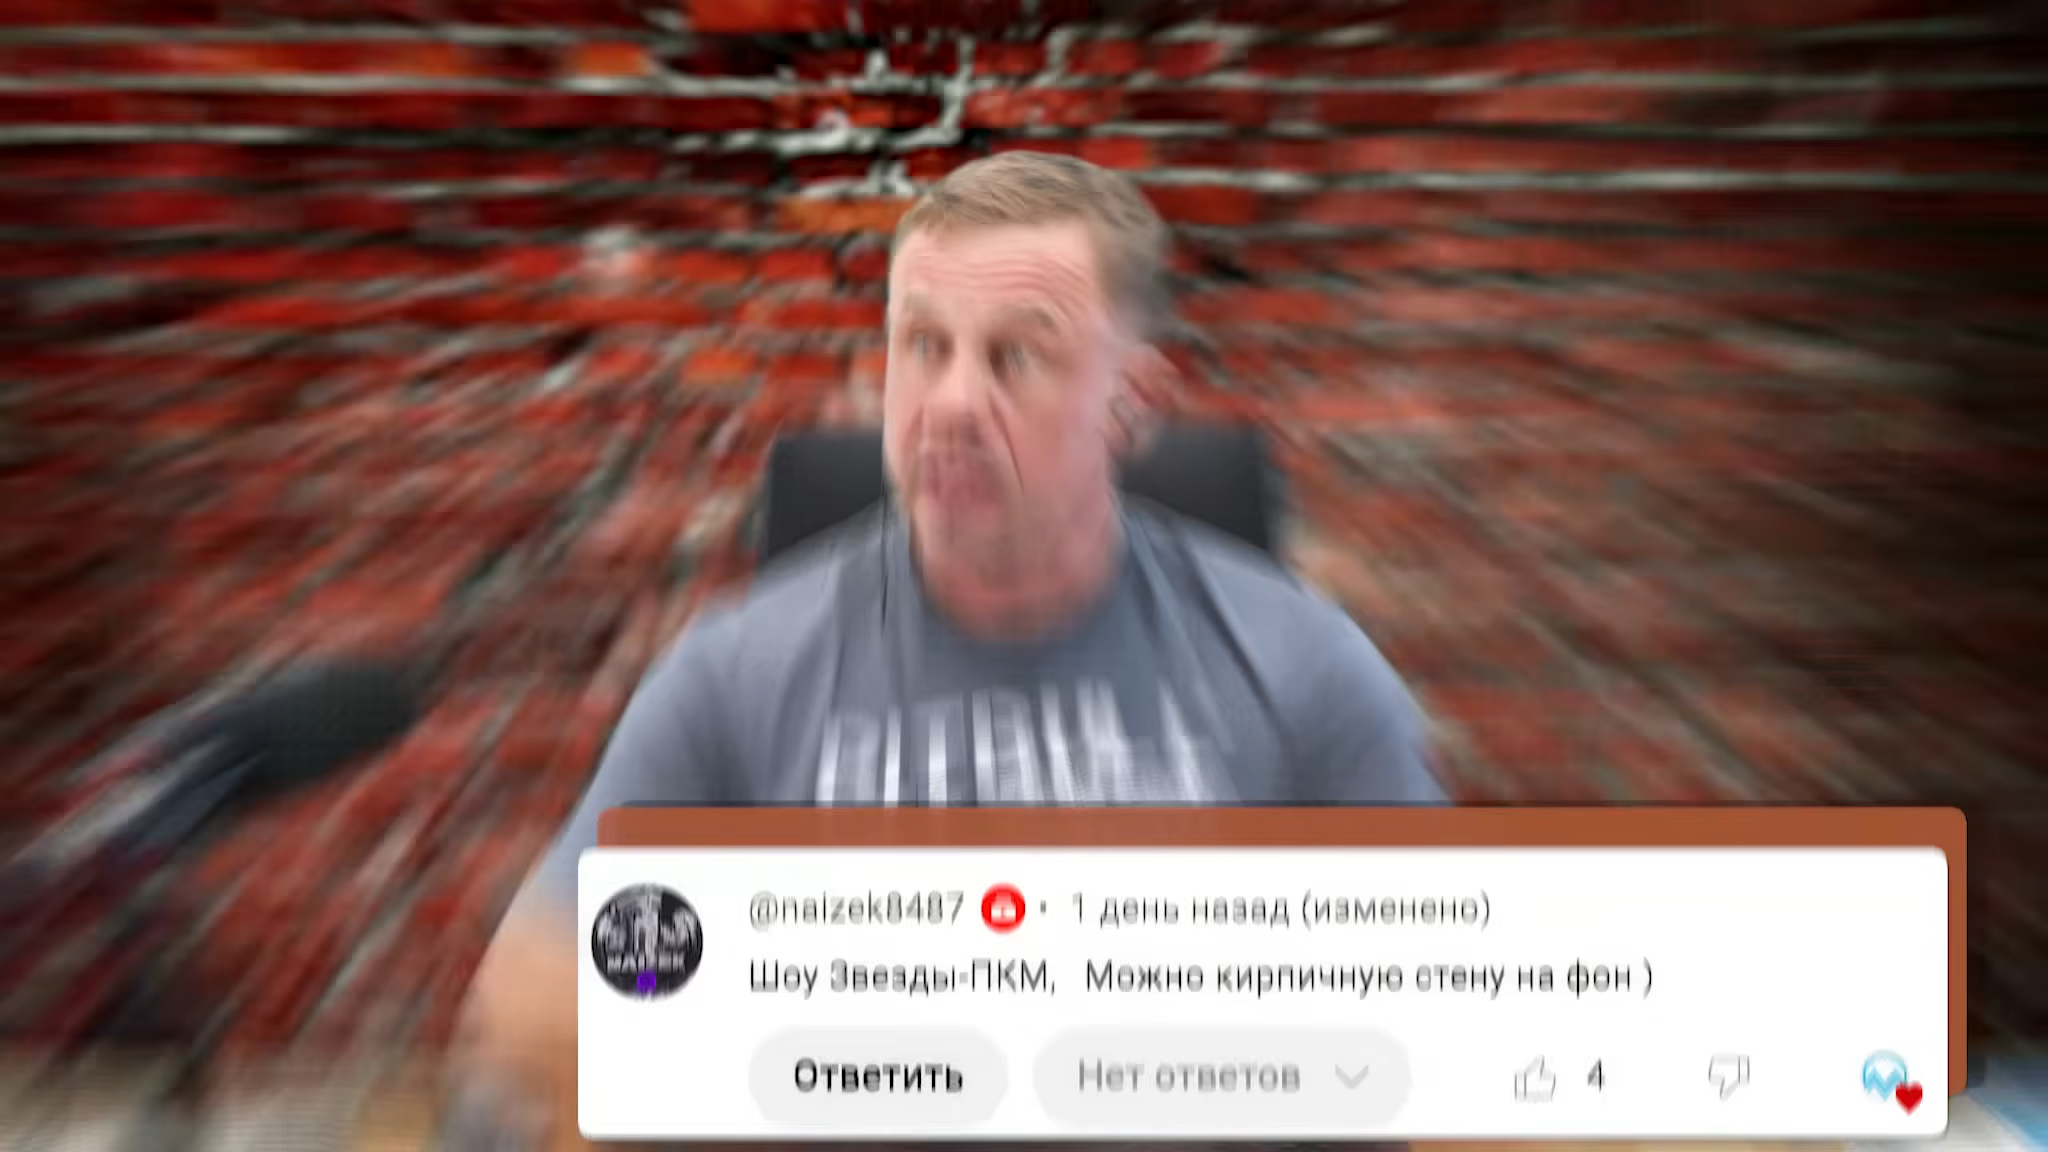 @naizek8487 · 1 день назад (изменено)
Шоу Звезды-ПКМ, Можно кирпичную стену на фон )
Ответить Нет ответов 4